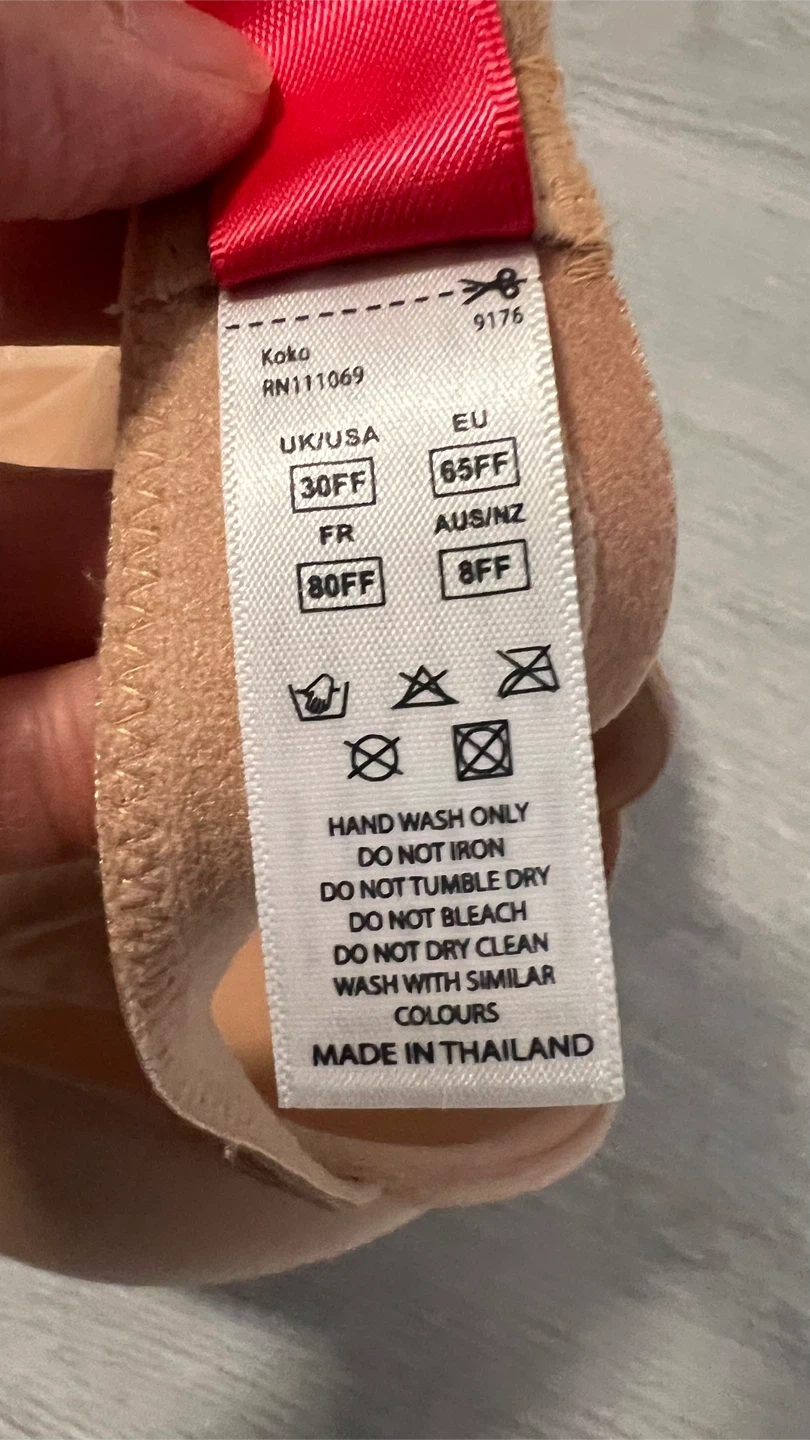 9176
Koko
RN111069
UK/USA EU
30FF 65FF
FR AUS/NZ
80FF 8FF
HAND WASH ONLY
DO NOT IRON
DO NOT TUMBLE DRY
DO NOT BLEACH
DO NOT DRY CLEAN
WASH WITH SIMILAR
COLOURS
MADE IN THAILAND